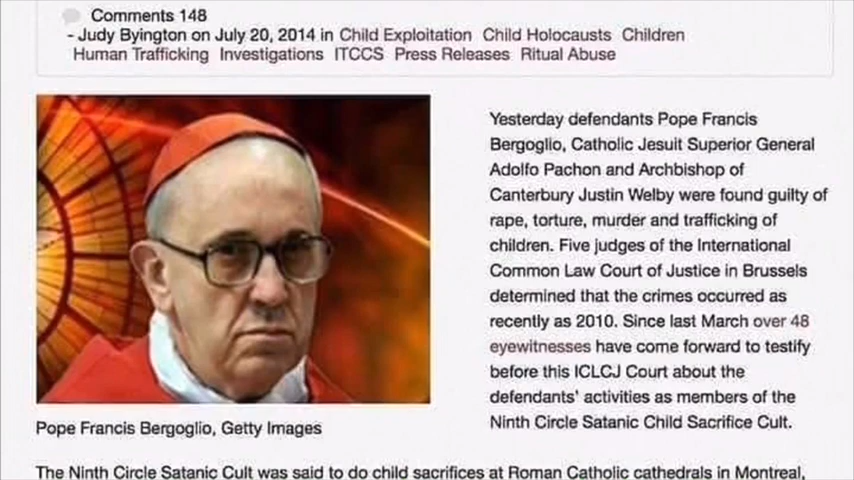 Comments 148
- Judy Byington on July 20, 2014 in Child Exploitation Child Holocausts Children
Human Trafficking Investigations ITCCS Press Releases Ritual Abuse
Yesterday defendants Pope Francis
Bergoglio, Catholic Jesuit Superior General
Adolfo Pachon and Archbishop of
Canterbury Justin Welby were found guilty of
rape, torture, murder and trafficking of
children. Five judges of the International
Common Law Court of Justice in Brussels
determined that the crimes occurred as
recently as 2010. Since last March over 48
eyewitnesses have come forward to testify
before this ICLCJ Court about the
defendants' activities as members of the
Ninth Circle Satanic Child Sacrifice Cult.
Pope Francis Bergoglio, Getty Images
The Ninth Circle Satanic Cult was said to do child sacrifices at Roman Catholic cathedrals in Montreal,